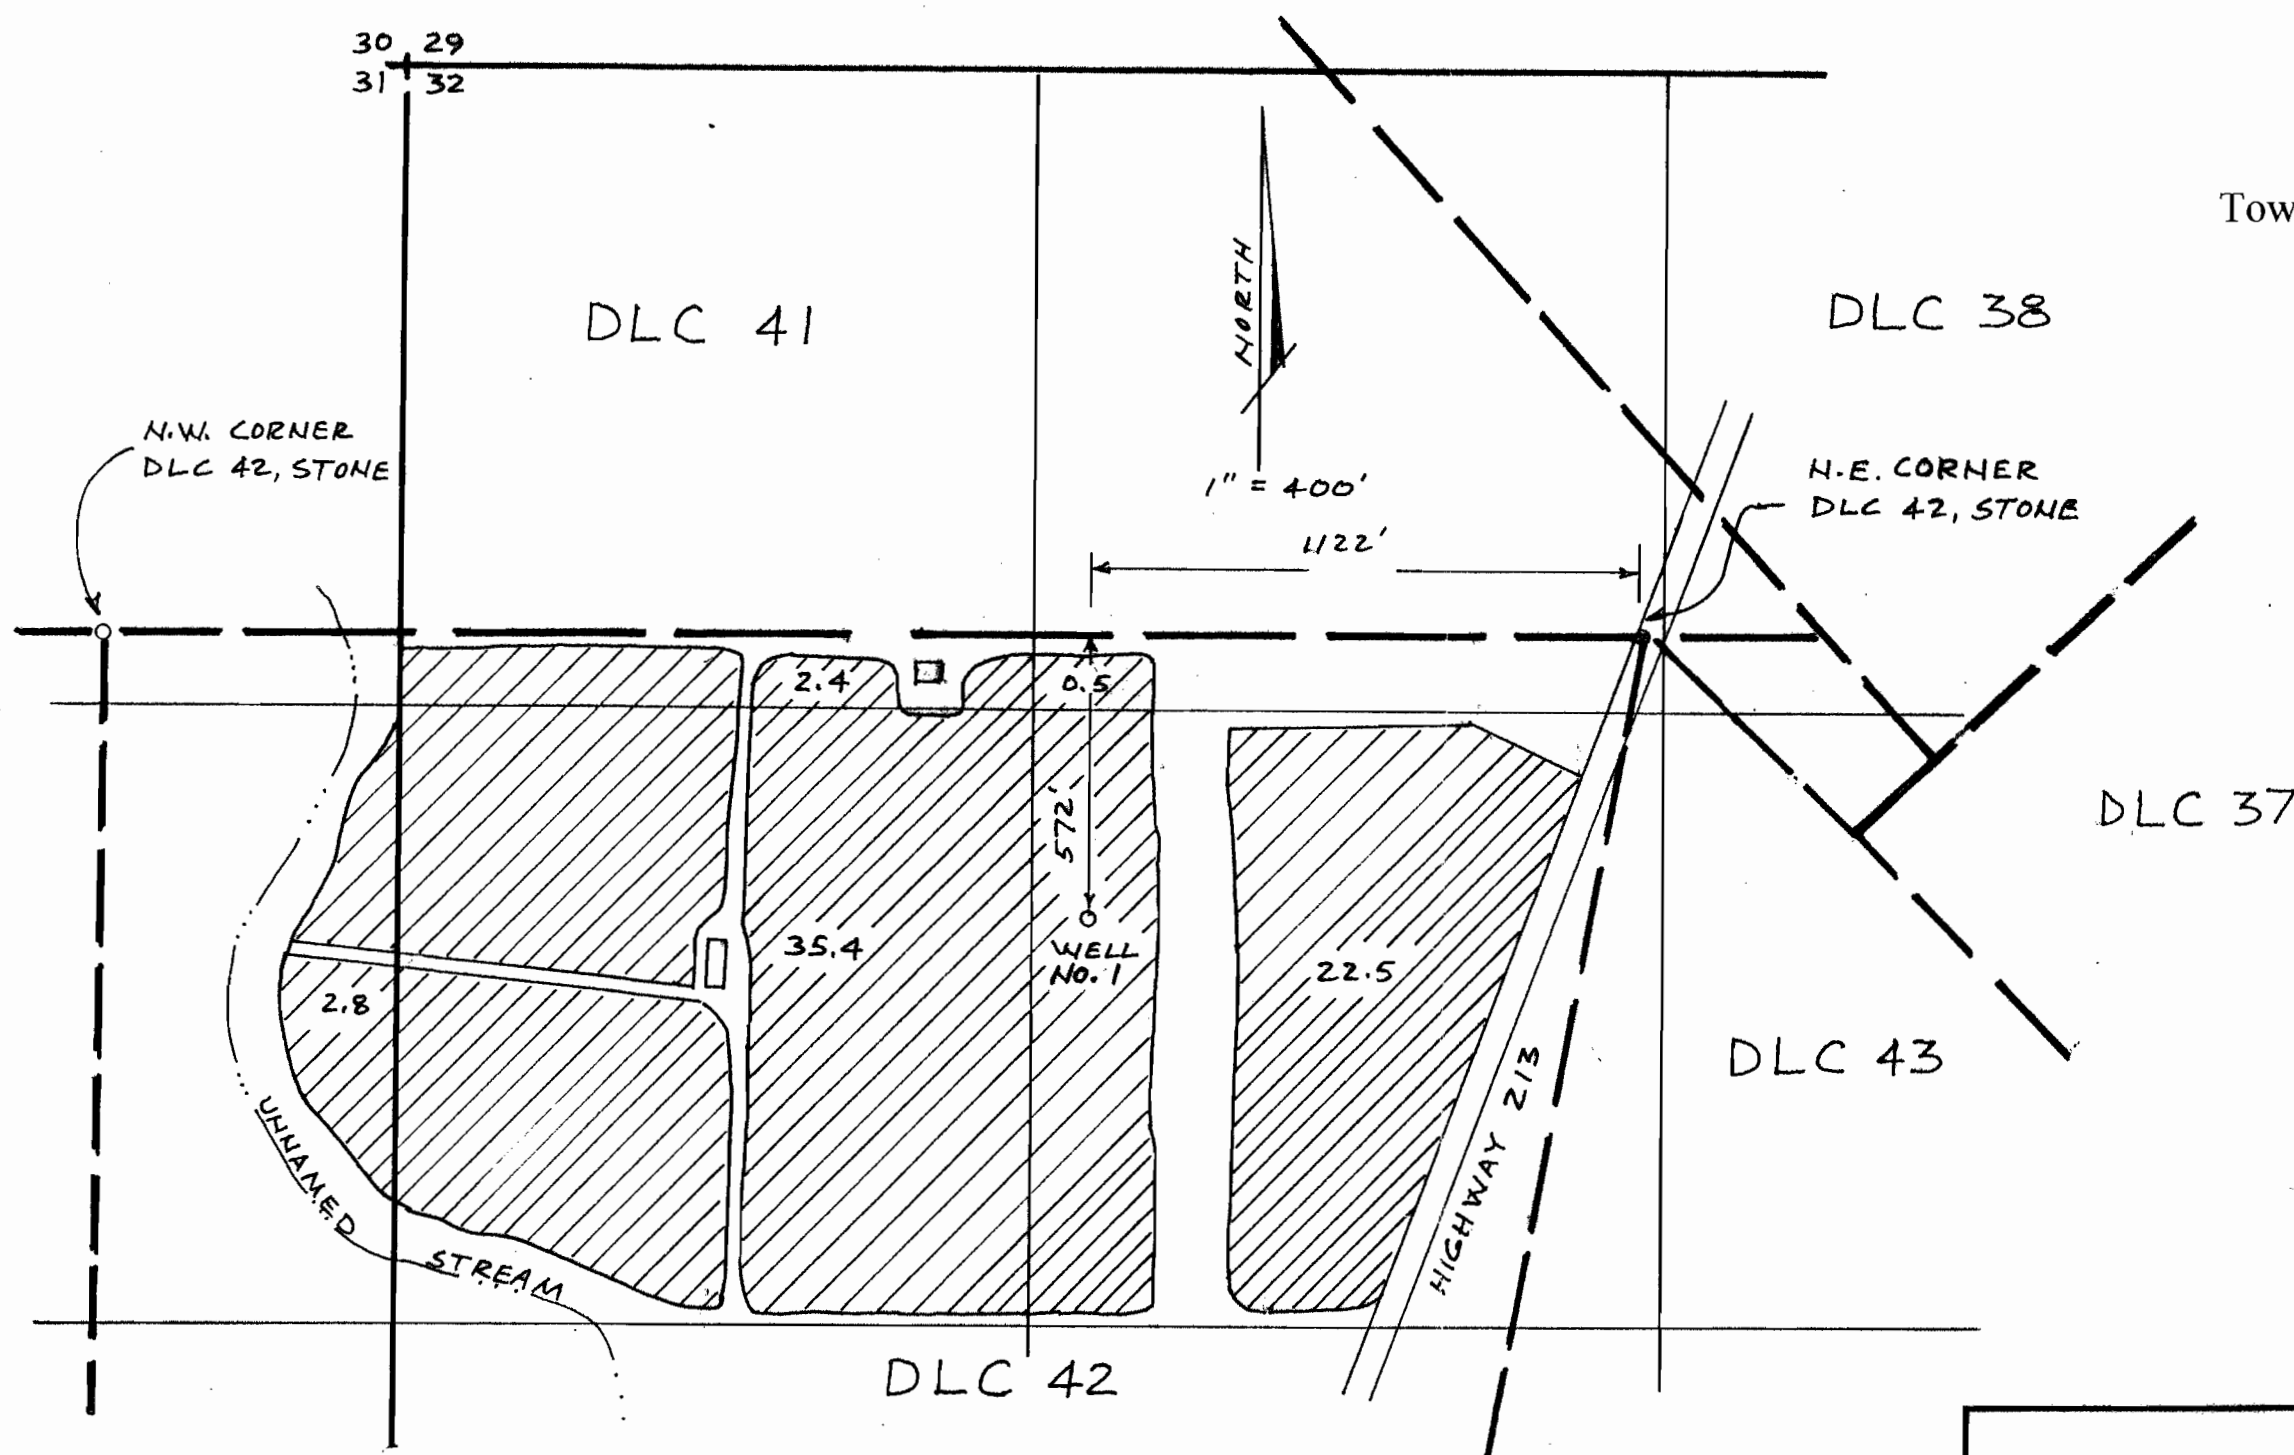 30 29
31 32
Tow
DLC 41
DLC 38
NORTH
N.W. CORNER
DLC 42, STONE
1" = 400'
N.E. CORNER
DLC 42, STONE
1122'
2.4
0.5
572'
DLC 37
35.4
WELL
NO. 1
22.5
2.8
DLC 43
HIGHWAY 213
UNNAMED
STREAM
DLC 42